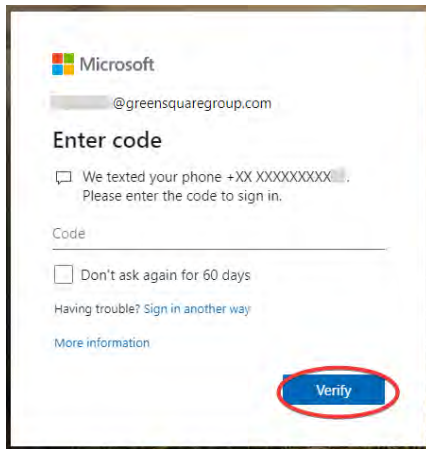 Microsoft
@greensquaregroup.com
Enter code
We texted your phone +XX XXXXXXXXX.
Please enter the code to sign in.
Code
Don't ask again for 60 days
Having trouble? Sign in another way
More information
Verify